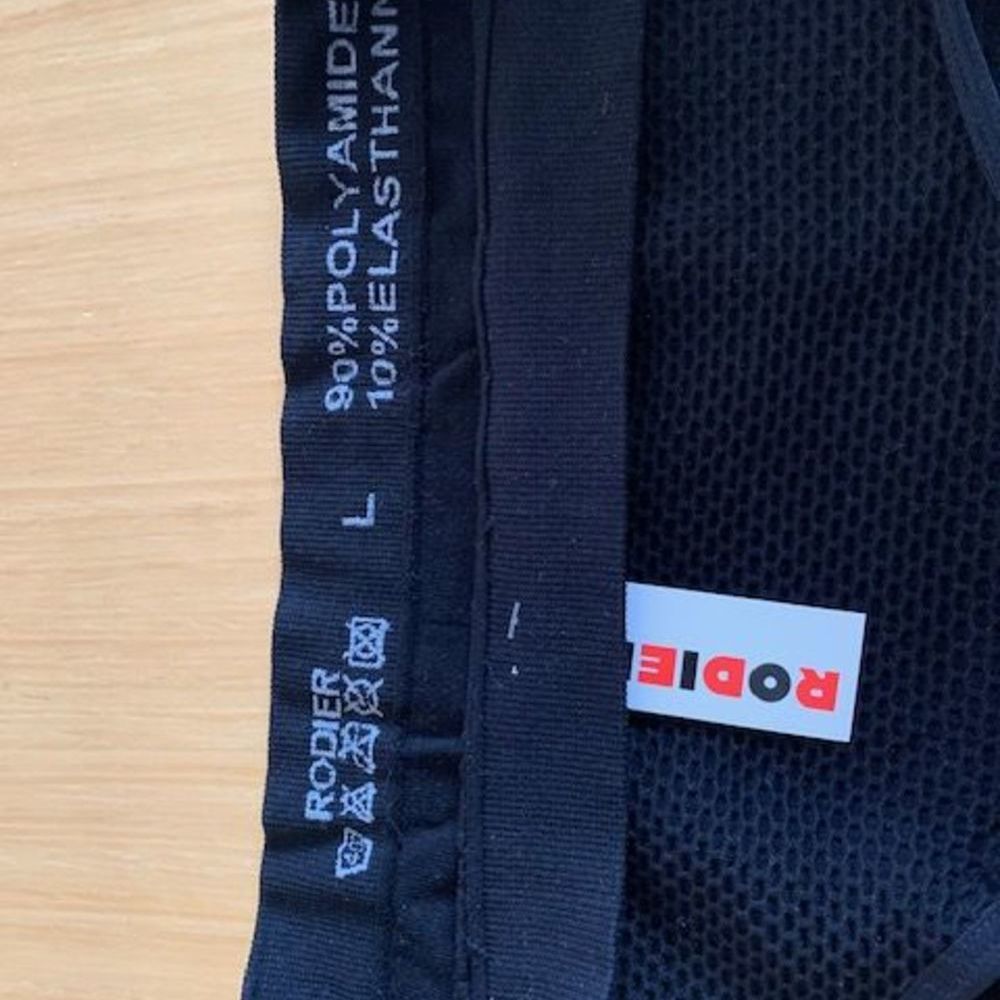 90%POLYAMIDE
10%ELASTHANN
L
RODIER
RODIE